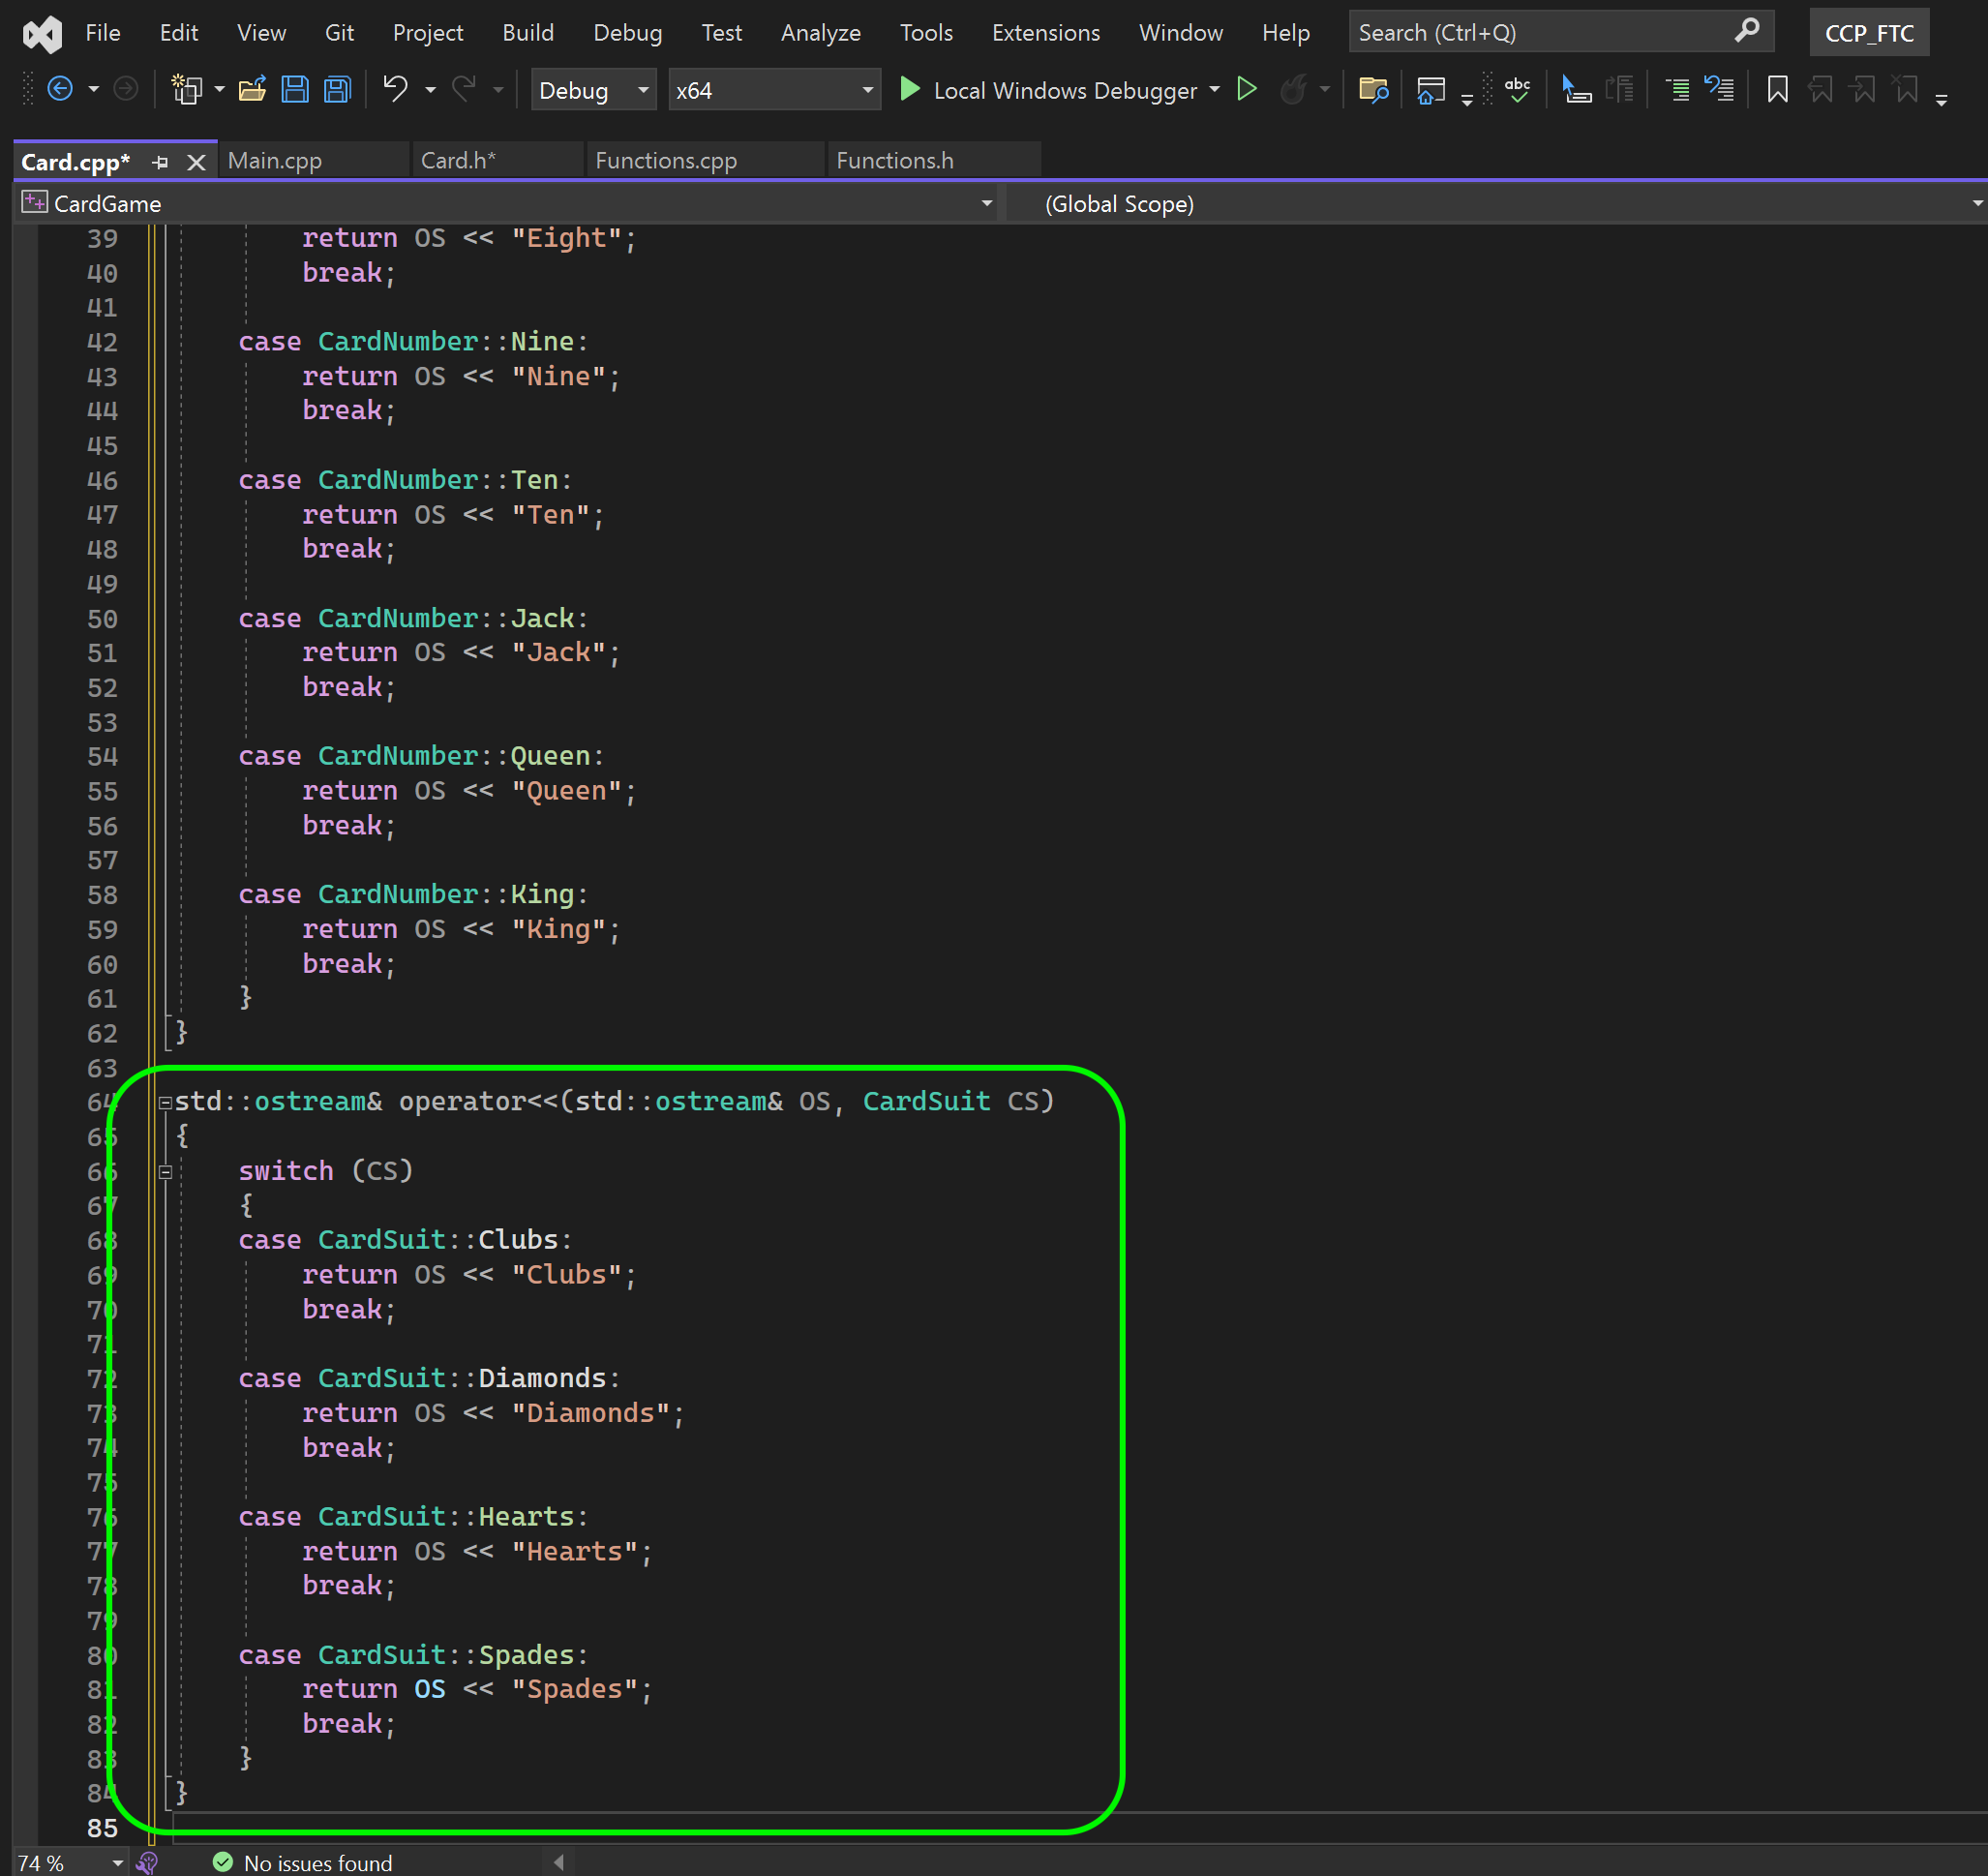 File Edit View Git Project Build Debug Test Analyze Tools Extensions Window Help Search (Ctrl+Q) CCP_FTC
Debug x64 Local Windows Debugger abc
Card.cpp* Main.cpp Card.h* Functions.cpp Functions.h
CardGame (Global Scope)
39 return OS << "Eight";
40 break;
41
42 case CardNumber::Nine:
43 return OS << "Nine";
44 break;
45
46 case CardNumber::Ten:
47 return OS << "Ten";
48 break;
49
50 case CardNumber::Jack:
51 return OS << "Jack";
52 break;
53
54 case CardNumber::Queen:
55 return OS << "Queen";
56 break;
57
58 case CardNumber::King:
59 return OS << "King";
60 break;
61 }
62 }
63
64 std::ostream& operator<<(std::ostream& OS, CardSuit CS)
65 {
66 switch (CS)
67 {
68 case CardSuit::Clubs:
69 return OS << "Clubs";
70 break;
71
72 case CardSuit::Diamonds:
73 return OS << "Diamonds";
74 break;
75
76 case CardSuit::Hearts:
77 return OS << "Hearts";
78 break;
79
80 case CardSuit::Spades:
81 return OS << "Spades";
82 break;
83 }
84 }
85
74 % No issues found